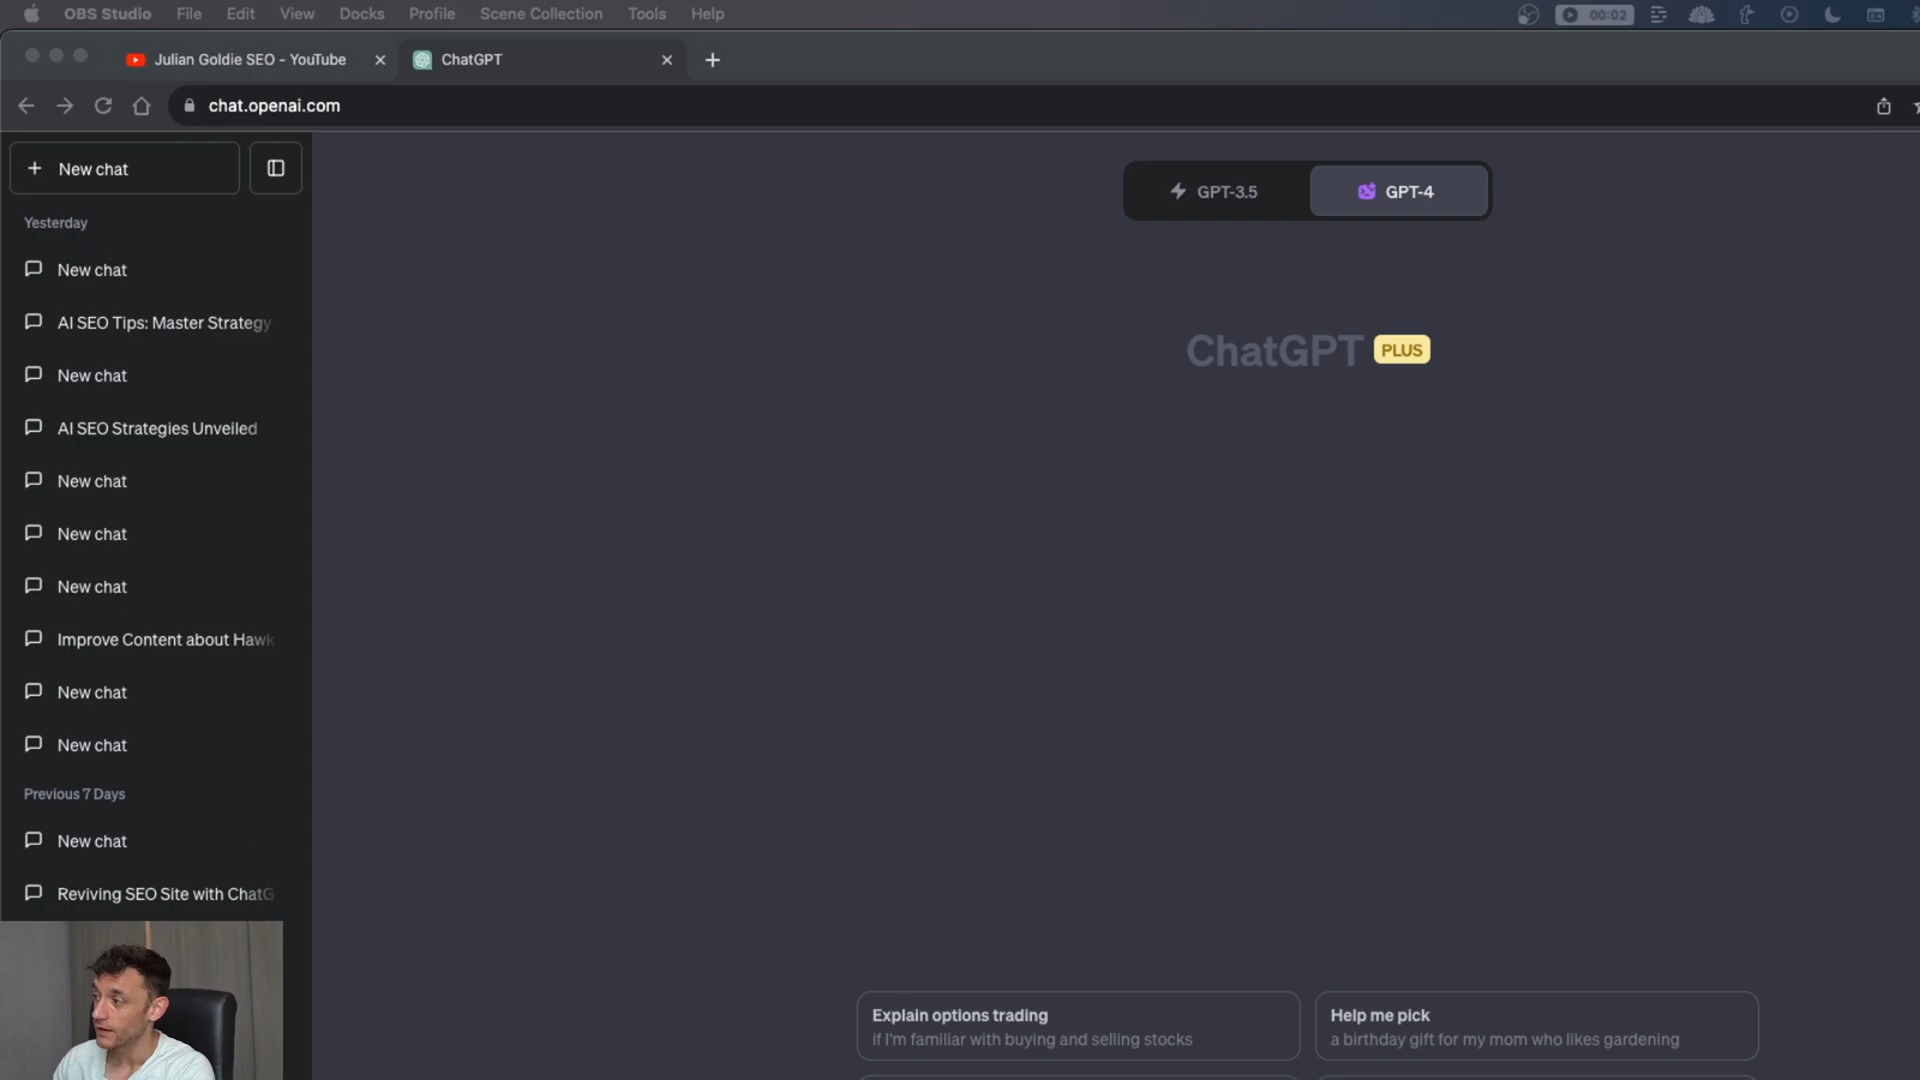 OBS Studio File Edit View Docks Profile Scene Collection Tools Help 00:02
Julian Goldie SEO - YouTube ChatGPT
chat.openai.com
New chat
GPT-3.5 GPT-4
Yesterday
New chat
AI SEO Tips: Master Strategy
ChatGPT PLUS
New chat
AI SEO Strategies Unveiled
New chat
New chat
New chat
Improve Content about Hawk
New chat
New chat
Previous 7 Days
New chat
Reviving SEO Site with ChatG
Explain options trading
if I'm familiar with buying and selling stocks
Help me pick
a birthday gift for my mom who likes gardening